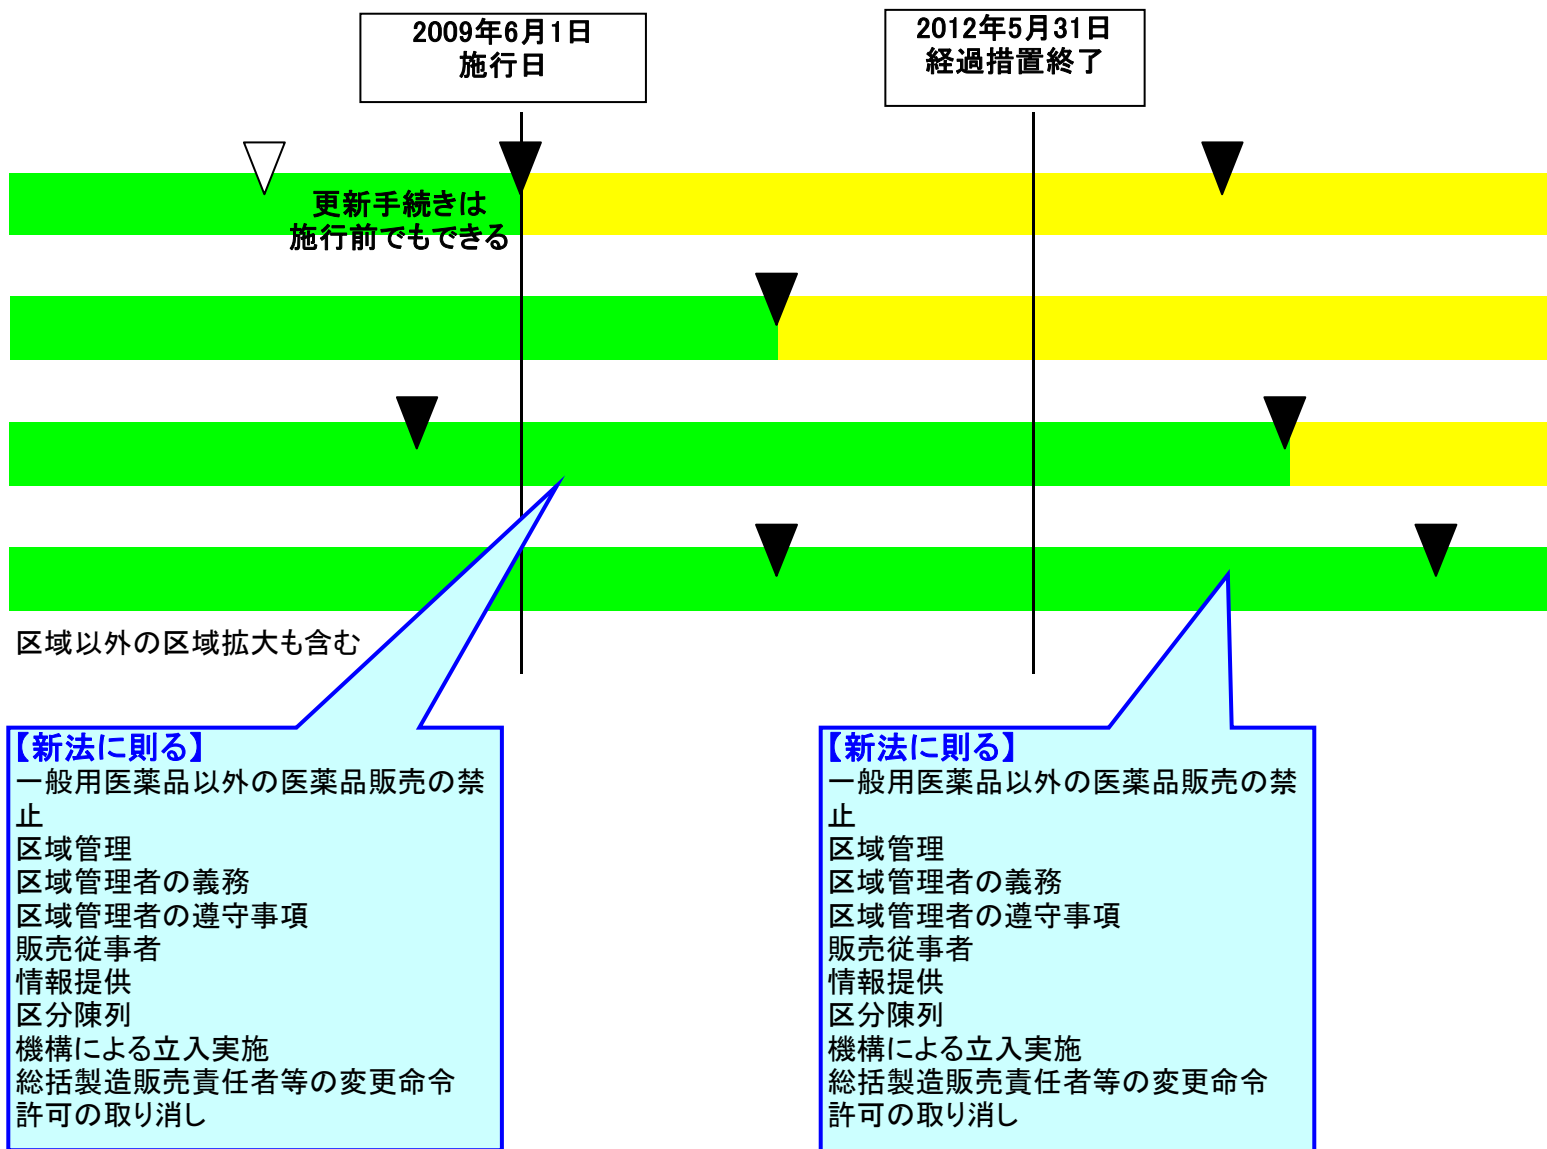 2009年6月1日
施行日
2012年5月31日
経過措置終了
更新手続きは
施行前でもできる
区域以外の区域拡大も含む
【新法に則る】
一般用医薬品以外の医薬品販売の禁
止
区域管理
区域管理者の義務
区域管理者の遵守事項
販売従事者
情報提供
区分陳列
機構による立入実施
総括製造販売責任者等の変更命令
許可の取り消し
【新法に則る】
一般用医薬品以外の医薬品販売の禁
止
区域管理
区域管理者の義務
区域管理者の遵守事項
販売従事者
情報提供
区分陳列
機構による立入実施
総括製造販売責任者等の変更命令
許可の取り消し